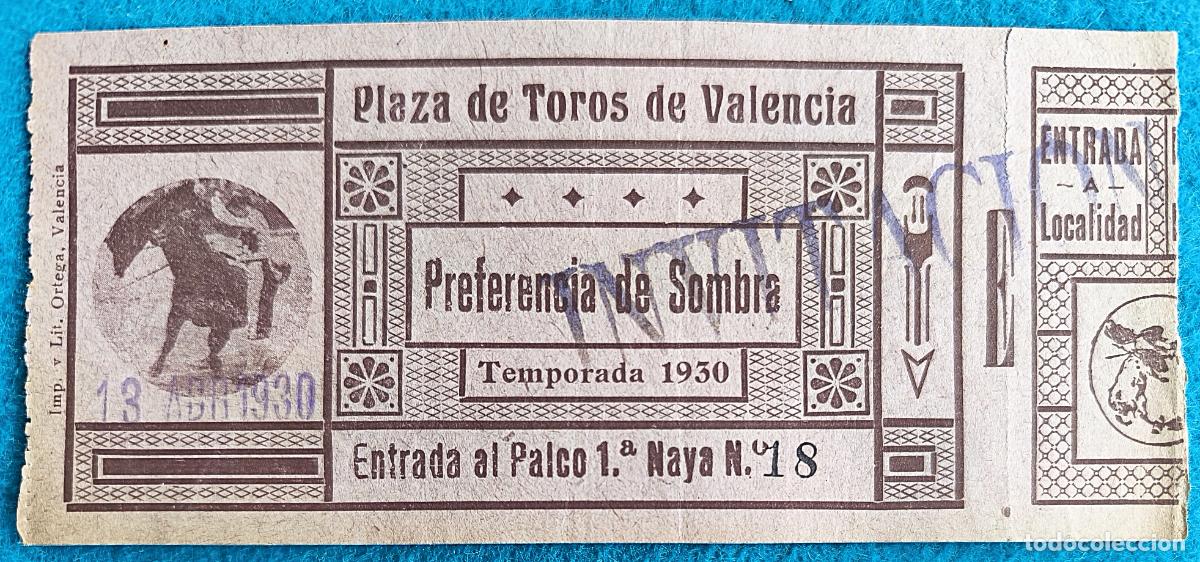 Plaza de Toros de Valencia
Preferencia de Sombra
Temporada 1930
Entrada al Palco 1.ª Naya N.º 18
INVITACION
13 ABR 1930
Imp. y Lit. Ortega, Valencia
E
ENTRADA
-A-
Localidad
todocoleccion